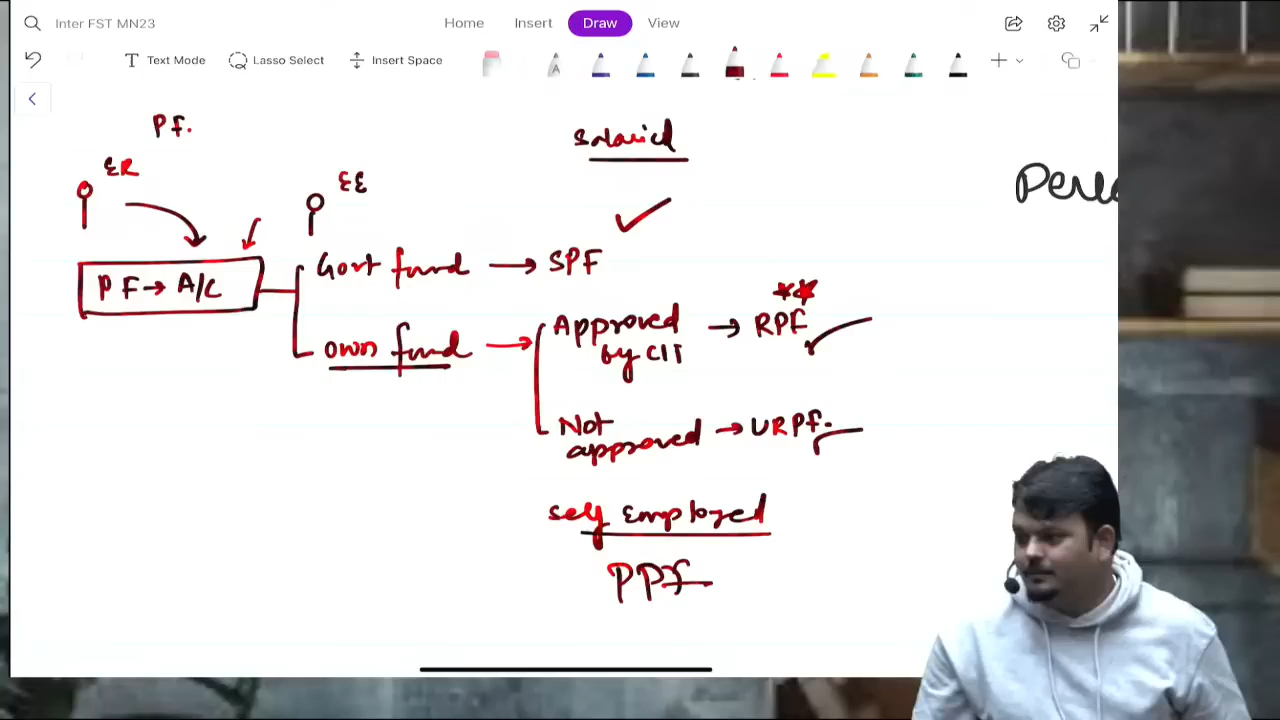 Inter FST MN23
Home Insert Draw View
Text Mode Lasso Select Insert Space
A
Pf.
Salaried
ER
EE
PF → A/C
Govt fund → SPF
own fund →
Approved by CIT → RPF
**
Not approved → URPF.
Self Employed
PPF